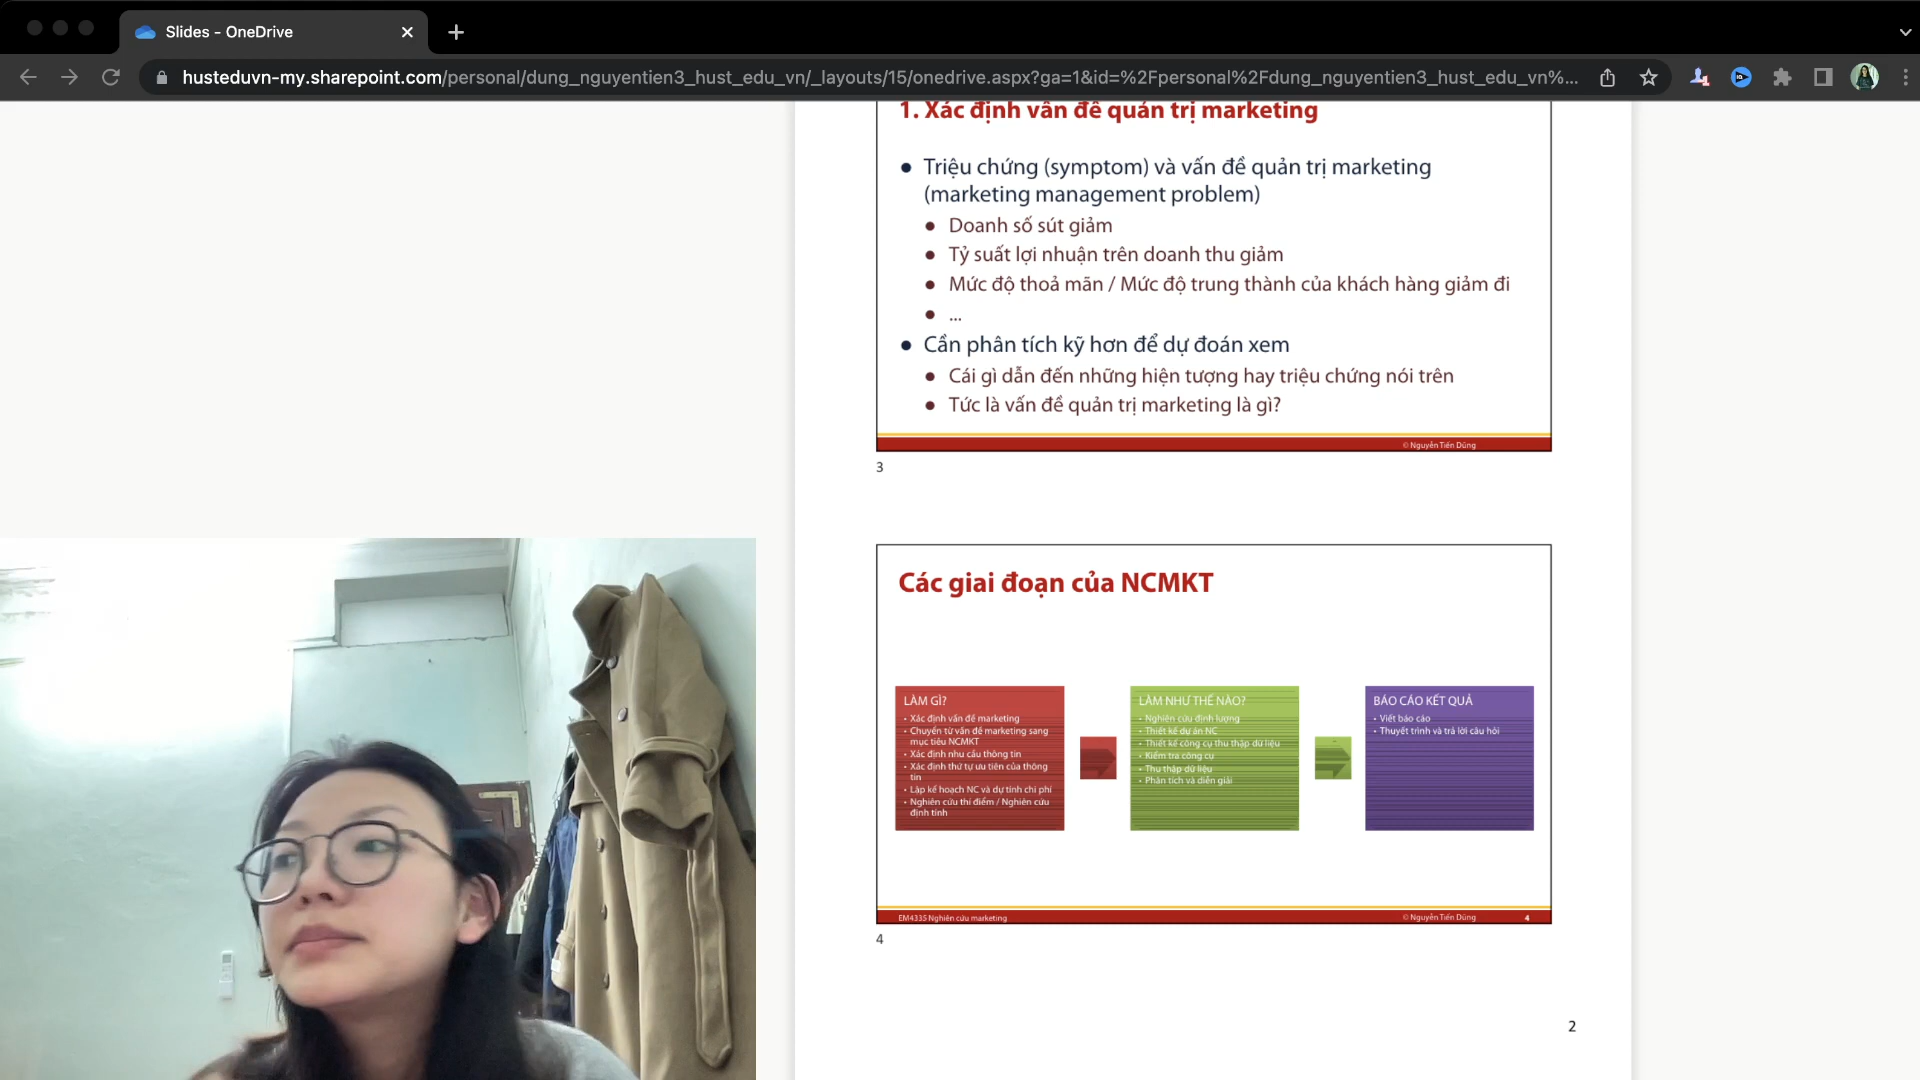 Slides - OneDrive
husteduvn-my.sharepoint.com/personal/dung_nguyentien3_hust_edu_vn/_layouts/15/onedrive.aspx?ga=1&id=%2Fpersonal%2Fdung_nguyentien3_hust_edu_vn%...
1. Xác định vấn đề quản trị marketing
Triệu chứng (symptom) và vấn đề quản trị marketing
(marketing management problem)
Doanh số sút giảm
Tỷ suất lợi nhuận trên doanh thu giảm
Mức độ thoả mãn / Mức độ trung thành của khách hàng giảm đi
...
Cần phân tích kỹ hơn để dự đoán xem
Cái gì dẫn đến những hiện tượng hay triệu chứng nói trên
Tức là vấn đề quản trị marketing là gì?
© Nguyễn Tiến Dũng
3
Các giai đoạn của NCMKT
LÀM GÌ?
Xác định vấn đề marketing
Chuyển từ vấn đề marketing sang
mục tiêu NCMKT
Xác định nhu cầu thông tin
Xác định thứ tự ưu tiên của thông
tin
Lập kế hoạch NC và dự tính chi phí
Nghiên cứu thí điểm / Nghiên cứu
định tính
LÀM NHƯ THẾ NÀO?
Nghiên cứu định lượng
Thiết kế dự án NC
Thiết kế công cụ thu thập dữ liệu
Kiểm tra công cụ
Thu thập dữ liệu
Phân tích và diễn giải
BÁO CÁO KẾT QUẢ
Viết báo cáo
Thuyết trình và trả lời câu hỏi
EM4335 Nghiên cứu marketing
© Nguyễn Tiến Dũng
4
4
2